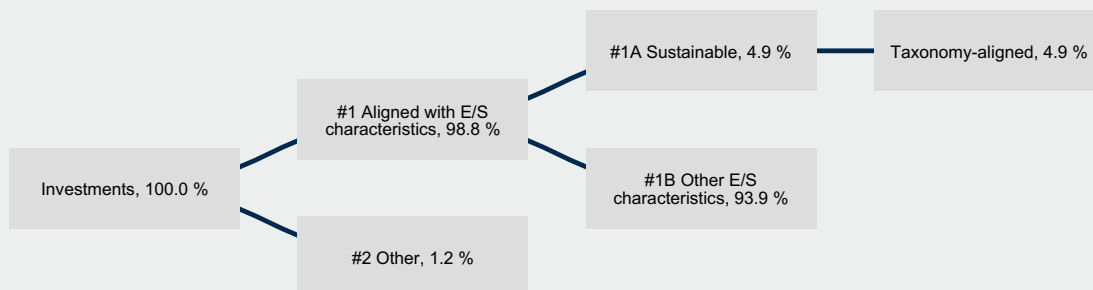 #1A Sustainable, 4.9 %
Taxonomy-aligned, 4.9 %
#1 Aligned with E/S
characteristics, 98.8 %
Investments, 100.0 %
#1B Other E/S
characteristics, 93.9 %
#2 Other, 1.2 %